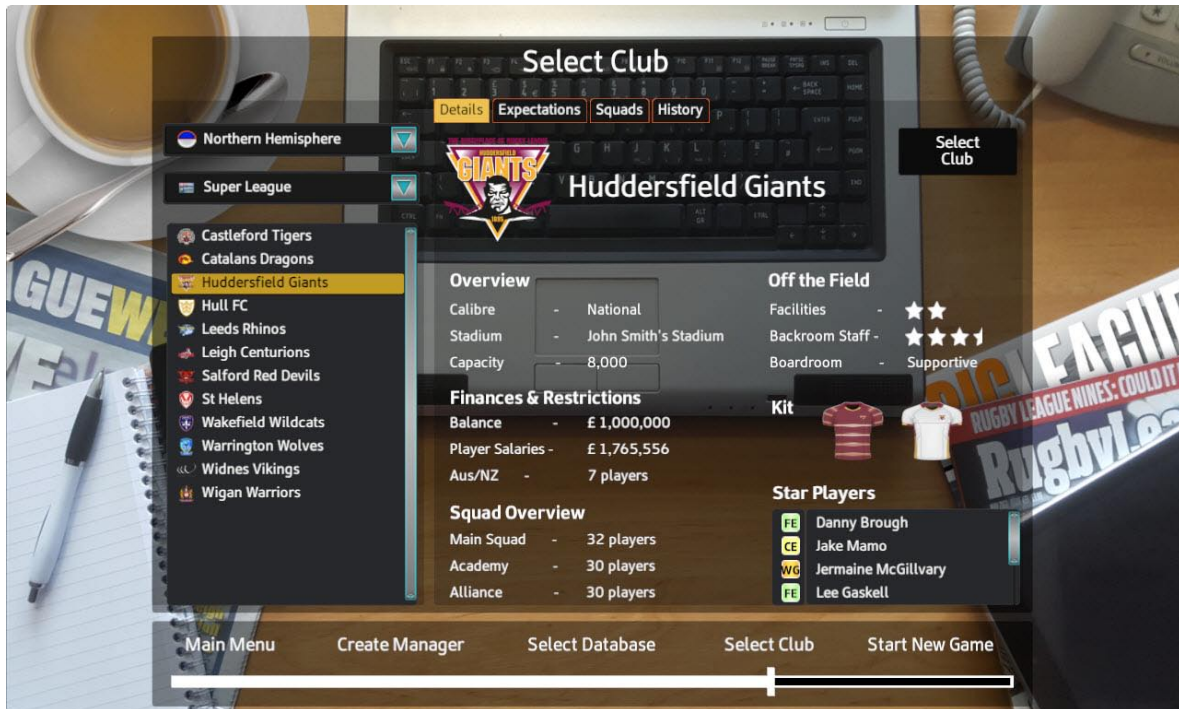 Select Club
Details Expectations Squads History
Northern Hemisphere
Super League
Select
Club
HUDDERSFIELD
GIANTS
1895
Huddersfield Giants
Castleford Tigers
Catalans Dragons
Huddersfield Giants
Hull FC
Leeds Rhinos
Leigh Centurions
Salford Red Devils
St Helens
Wakefield Wildcats
Warrington Wolves
Widnes Vikings
Wigan Warriors
Overview
Calibre - National
Stadium - John Smith's Stadium
Capacity - 8,000
Finances & Restrictions
Balance - £ 1,000,000
Player Salaries - £ 1,765,556
Aus/NZ - 7 players
Squad Overview
Main Squad - 32 players
Academy - 30 players
Alliance - 30 players
Off the Field
Facilities -
Backroom Staff -
Boardroom - Supportive
Kit
Star Players
FE Danny Brough
CE Jake Mamo
WG Jermaine McGillvary
FE Lee Gaskell
RUGBY LEAGUE NINES: COULD IT
Main Menu Create Manager Select Database Select Club Start New Game